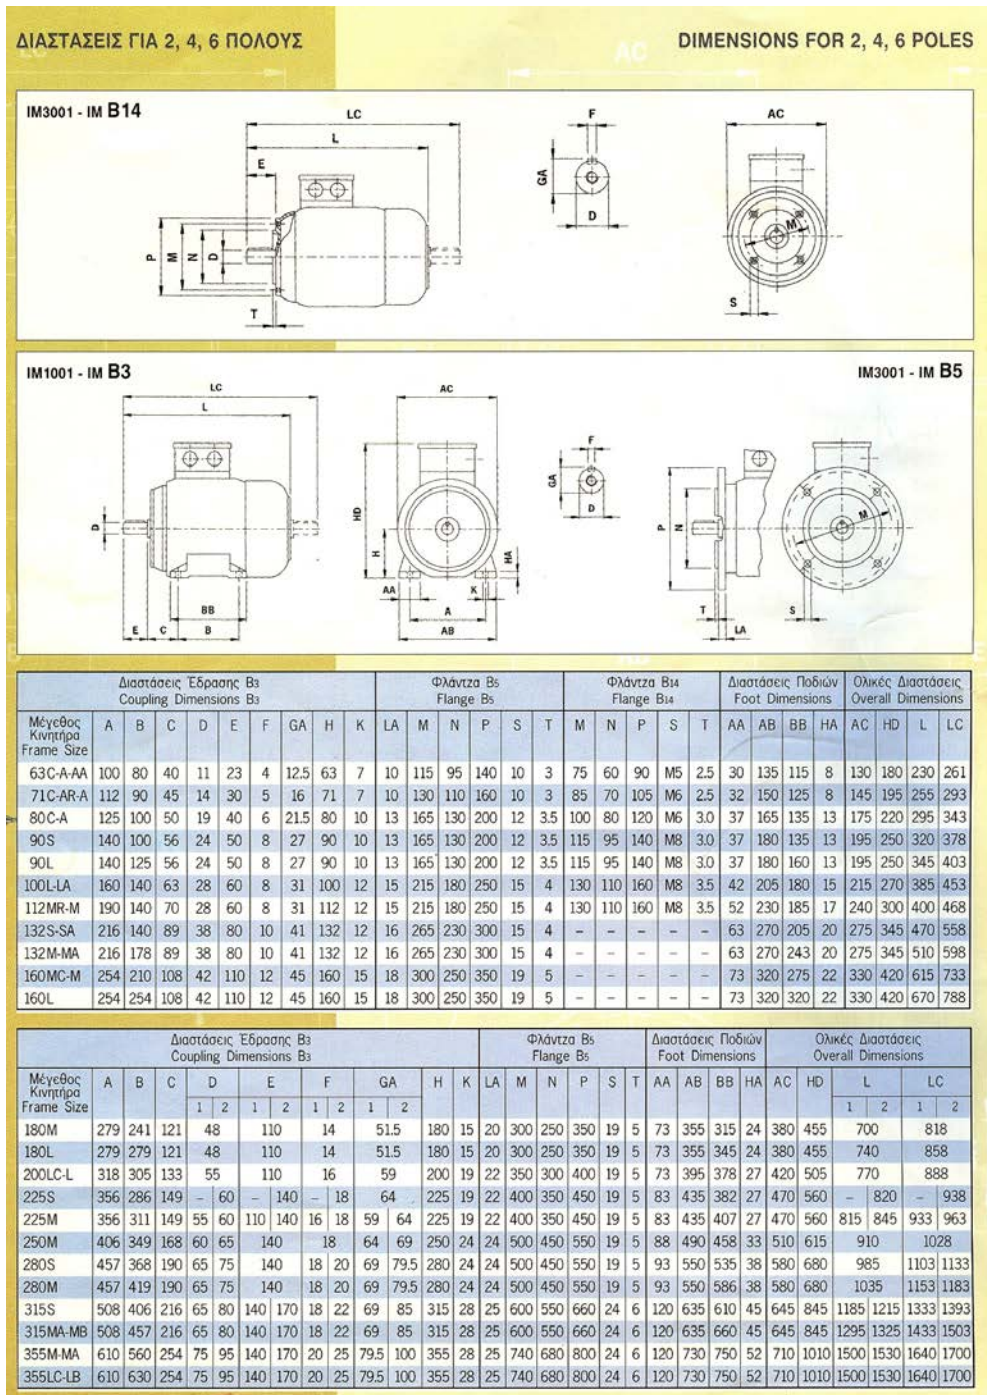 ΔΙΑΣΤΑΣΕΙΣ ΓΙΑ 2, 4, 6 ΠΟΛΟΥΣ DIMENSIONS FOR 2, 4, 6 POLES
IM3001 - IM B14
LC
L
E
F
AC
GA
D
P M N D
M
T
S
IM1001 - IM B3 IM3001 - IM B5
LC
L
AC
F
GA
D
HD
H
HA
P
N
M
D
AA
K
BB
A
T
S
E C B
AB
LA
Διαστάσεις Έδρασης B3 Φλάντζα B5 Φλάντζα B14 Διαστάσεις Ποδιών Ολικές Διαστάσεις
Coupling Dimensions B3 Flange B5 Flange B14 Foot Dimensions Overall Dimensions
Μέγεθος Κινητήρα Frame Size A B C D E F GA H K LA M N P S T M N P S T AA AB BB HA AC HD L LC
63C-A-AA 100 80 40 11 23 4 12.5 63 7 10 115 95 140 10 3 75 60 90 M5 2.5 30 135 115 8 130 180 230 261
71C-AR-A 112 90 45 14 30 5 16 71 7 10 130 110 160 10 3 85 70 105 M6 2.5 32 150 125 8 145 195 255 293
80C-A 125 100 50 19 40 6 21.5 80 10 13 165 130 200 12 3.5 100 80 120 M6 3.0 37 165 135 13 175 220 295 343
90S 140 100 56 24 50 8 27 90 10 13 165 130 200 12 3.5 115 95 140 M8 3.0 37 180 135 13 195 250 320 378
90L 140 125 56 24 50 8 27 90 10 13 165 130 200 12 3.5 115 95 140 M8 3.0 37 180 160 13 195 250 345 403
100L-LA 160 140 63 28 60 8 31 100 12 15 215 180 250 15 4 130 110 160 M8 3.5 42 205 180 15 215 270 385 453
112MR-M 190 140 70 28 60 8 31 112 12 15 215 180 250 15 4 130 110 160 M8 3.5 52 230 185 17 240 300 400 468
132S-SA 216 140 89 38 80 10 41 132 12 16 265 230 300 15 4 – – – – – 63 270 205 20 275 345 470 558
132M-MA 216 178 89 38 80 10 41 132 12 16 265 230 300 15 4 – – – – – 63 270 243 20 275 345 510 598
160MC-M 254 210 108 42 110 12 45 160 15 18 300 250 350 19 5 – – – – – 73 320 275 22 330 420 615 733
160L 254 254 108 42 110 12 45 160 15 18 300 250 350 19 5 – – – – – 73 320 320 22 330 420 670 788
Διαστάσεις Έδρασης B3 Φλάντζα B5 Διαστάσεις Ποδιών Ολικές Διαστάσεις
Coupling Dimensions B3 Flange B5 Foot Dimensions Overall Dimensions
Μέγεθος Κινητήρα Frame Size A B C D E F GA H K LA M N P S T AA AB BB HA AC HD L LC
1 2 1 2 1 2 1 2 1 2 1 2
180M 279 241 121 48 110 14 51.5 180 15 20 300 250 350 19 5 73 355 315 24 380 455 700 818
180L 279 279 121 48 110 14 51.5 180 15 20 300 250 350 19 5 73 355 345 24 380 455 740 858
200LC-L 318 305 133 55 110 16 59 200 19 22 350 300 400 19 5 73 395 378 27 420 505 770 888
225S 356 286 149 – 60 – 140 – 18 64 225 19 22 400 350 450 19 5 83 435 382 27 470 560 – 820 – 938
225M 356 311 149 55 60 110 140 16 18 59 64 225 19 22 400 350 450 19 5 83 435 407 27 470 560 815 845 933 963
250M 406 349 168 60 65 140 18 64 69 250 24 24 500 450 550 19 5 88 490 458 33 510 615 910 1028
280S 457 368 190 65 75 140 18 20 69 79.5 280 24 24 500 450 550 19 5 93 550 535 38 580 680 985 1103 1133
280M 457 419 190 65 75 140 18 20 69 79.5 280 24 24 500 450 550 19 5 93 550 586 38 580 680 1035 1153 1183
315S 508 406 216 65 80 140 170 18 22 69 85 315 28 25 600 550 660 24 6 120 635 610 45 645 845 1185 1215 1333 1393
315MA-MB 508 457 216 65 80 140 170 18 22 69 85 315 28 25 600 550 660 24 6 120 635 660 45 645 845 1295 1325 1433 1503
355M-MA 610 560 254 75 95 140 170 20 25 79.5 100 355 28 25 740 680 800 24 6 120 730 750 52 710 1010 1500 1530 1640 1700
355LC-LB 610 630 254 75 95 140 170 20 25 79.5 100 355 28 25 740 680 800 24 6 120 730 750 52 710 1010 1500 1530 1640 1700